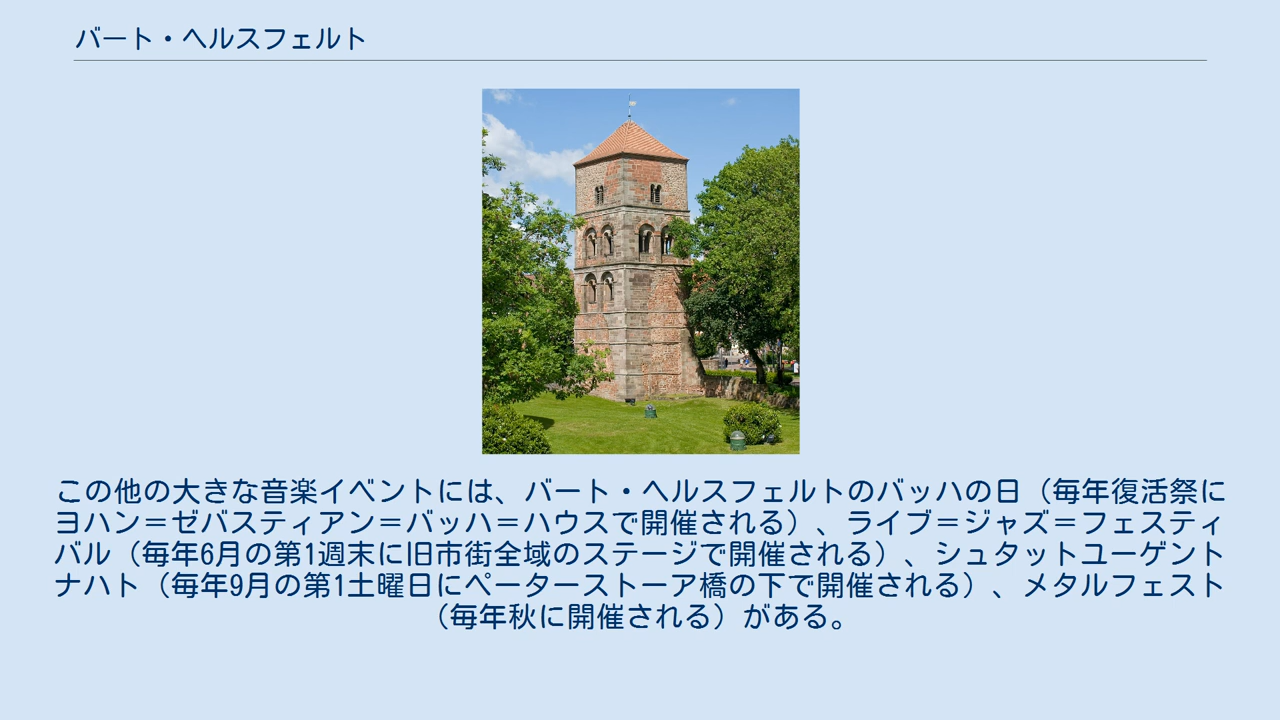 バート・ヘルスフェルト
この他の大きな音楽イベントには、バート・ヘルスフェルトのバッハの日（毎年復活祭に
ヨハン＝ゼバスティアン＝バッハ＝ハウスで開催される）、ライブ＝ジャズ＝フェスティ
バル（毎年6月の第1週末に旧市街全域のステージで開催される）、シュタットユーゲント
ナハト（毎年9月の第1土曜日にペーターストーア橋の下で開催される）、メタルフェスト
（毎年秋に開催される）がある。